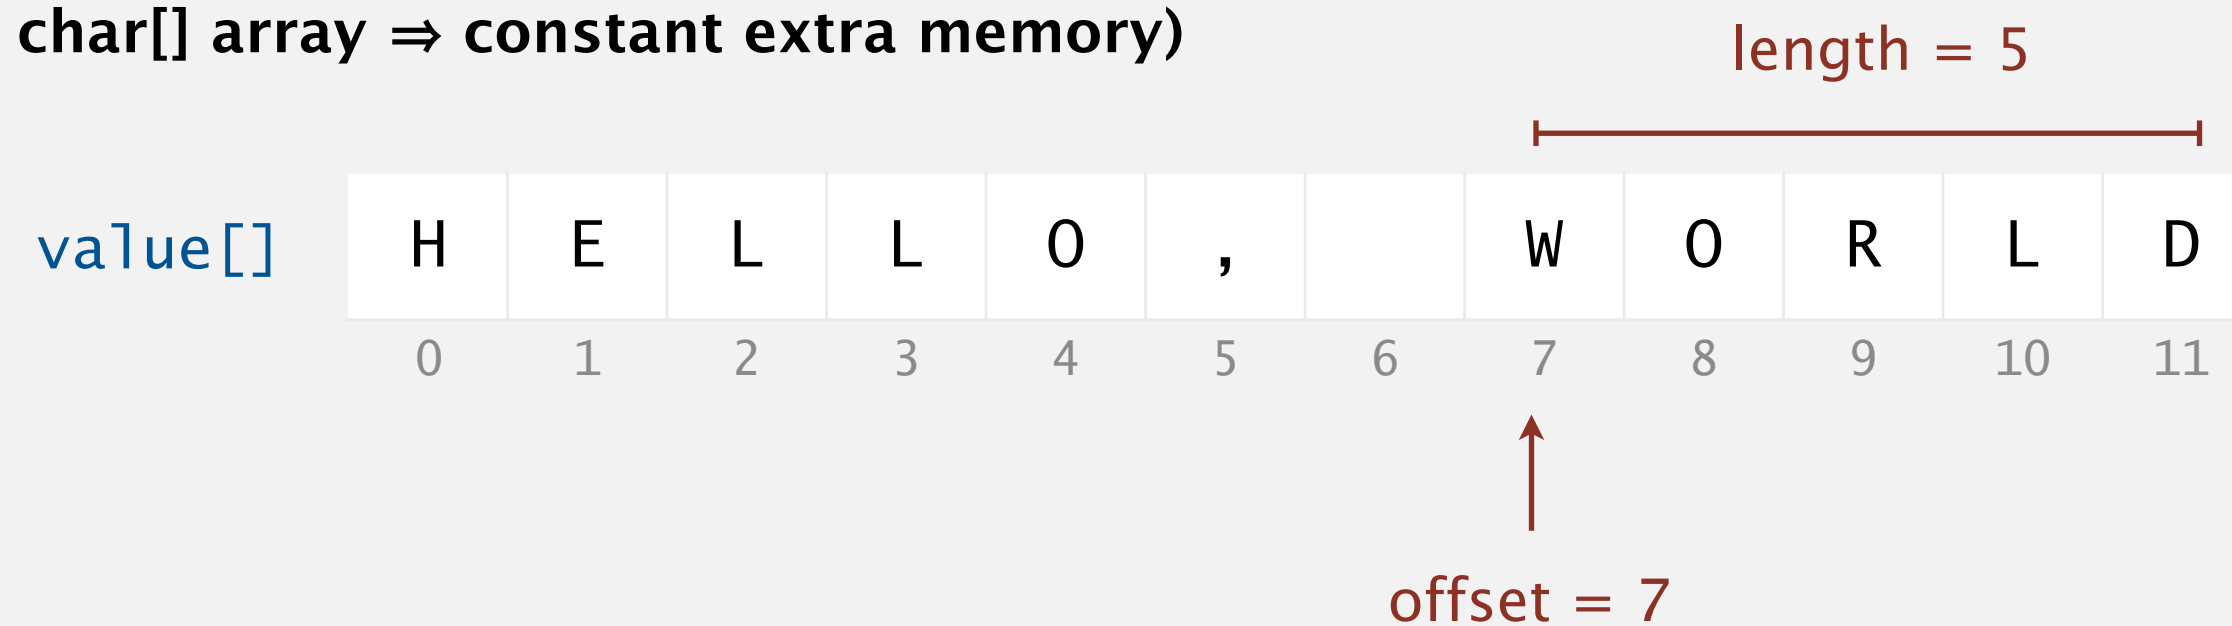 char[] array ⇒ constant extra memory)
length = 5
value[] H E L L O , W O R L D
0 1 2 3 4 5 6 7 8 9 10 11
offset = 7